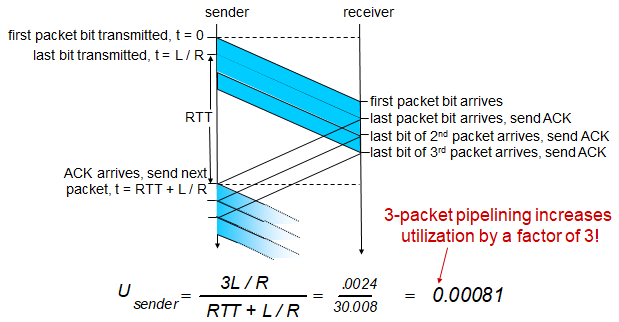 sender receiver
first packet bit transmitted, t = 0
last bit transmitted, t = L / R
RTT
first packet bit arrives
last packet bit arrives, send ACK
last bit of 2nd packet arrives, send ACK
last bit of 3rd packet arrives, send ACK
ACK arrives, send next
packet, t = RTT + L / R
3-packet pipelining increases
utilization by a factor of 3!
U sender = 3L / R / RTT + L / R = .0024 / 30.008 = 0.00081